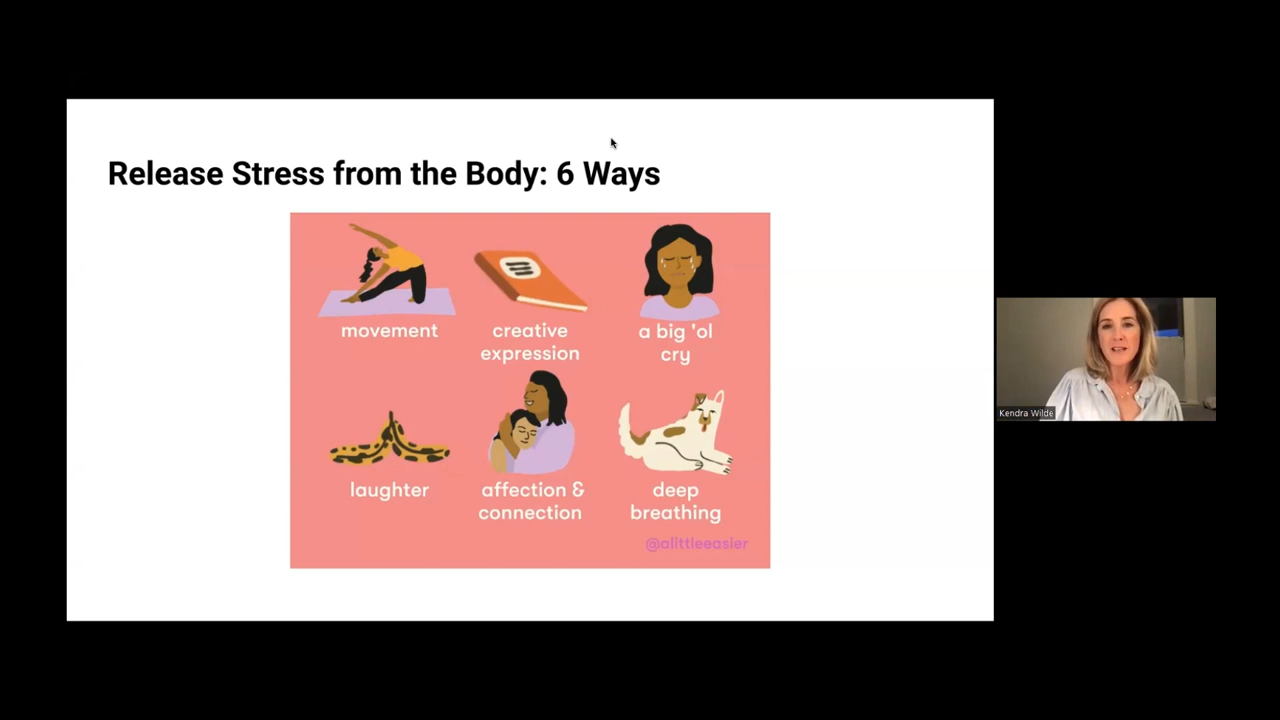 Release Stress from the Body: 6 Ways
movement
creative
expression
a big 'ol
cry
laughter
affection &
connection
deep
breathing
@alittleeasier
Kendra Wilde